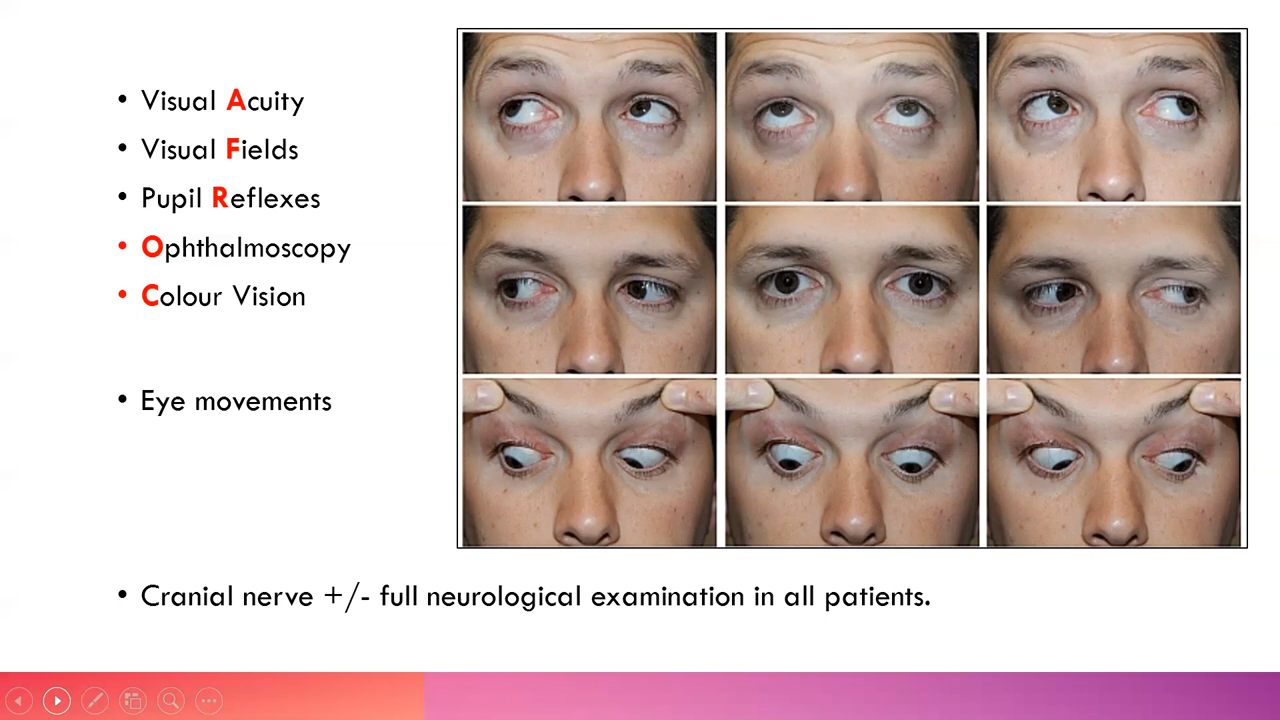 • Visual Acuity
• Visual Fields
• Pupil Reflexes
• Ophthalmoscopy
• Colour Vision
• Eye movements
• Cranial nerve +/- full neurological examination in all patients.